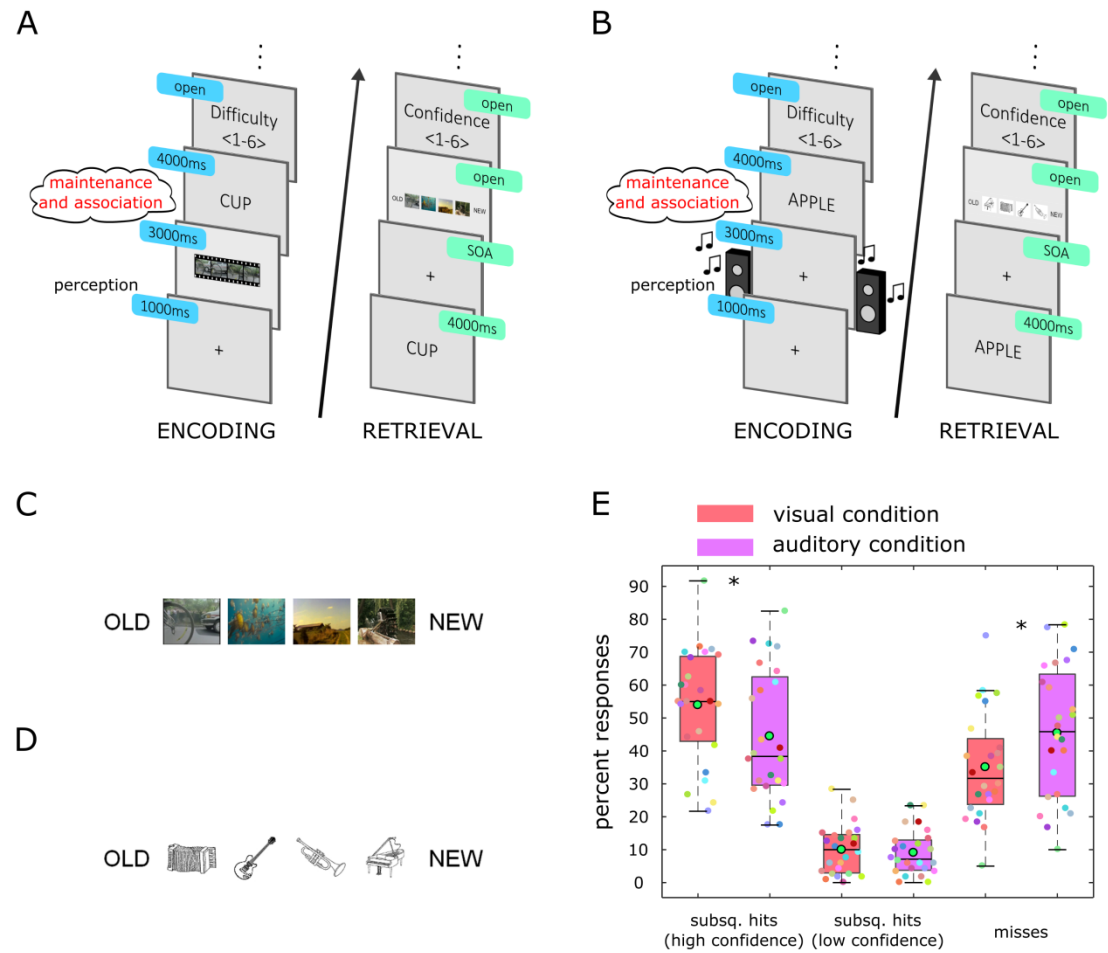 A
open
Difficulty
<1-6>
4000ms
maintenance
and association
CUP
3000ms
perception
1000ms
+
ENCODING
open
Confidence
<1-6>
open
OLD
NEW
SOA
+
4000ms
CUP
RETRIEVAL
B
open
Difficulty
<1-6>
4000ms
maintenance
and association
APPLE
3000ms
+
perception
1000ms
+
ENCODING
open
Confidence
<1-6>
open
OLD
NEW
SOA
+
4000ms
APPLE
RETRIEVAL
C
OLD
NEW
D
OLD
NEW
E
visual condition
auditory condition
*
*
percent responses
90
80
70
60
50
40
30
20
10
0
subsq. hits
(high confidence)
subsq. hits
(low confidence)
misses